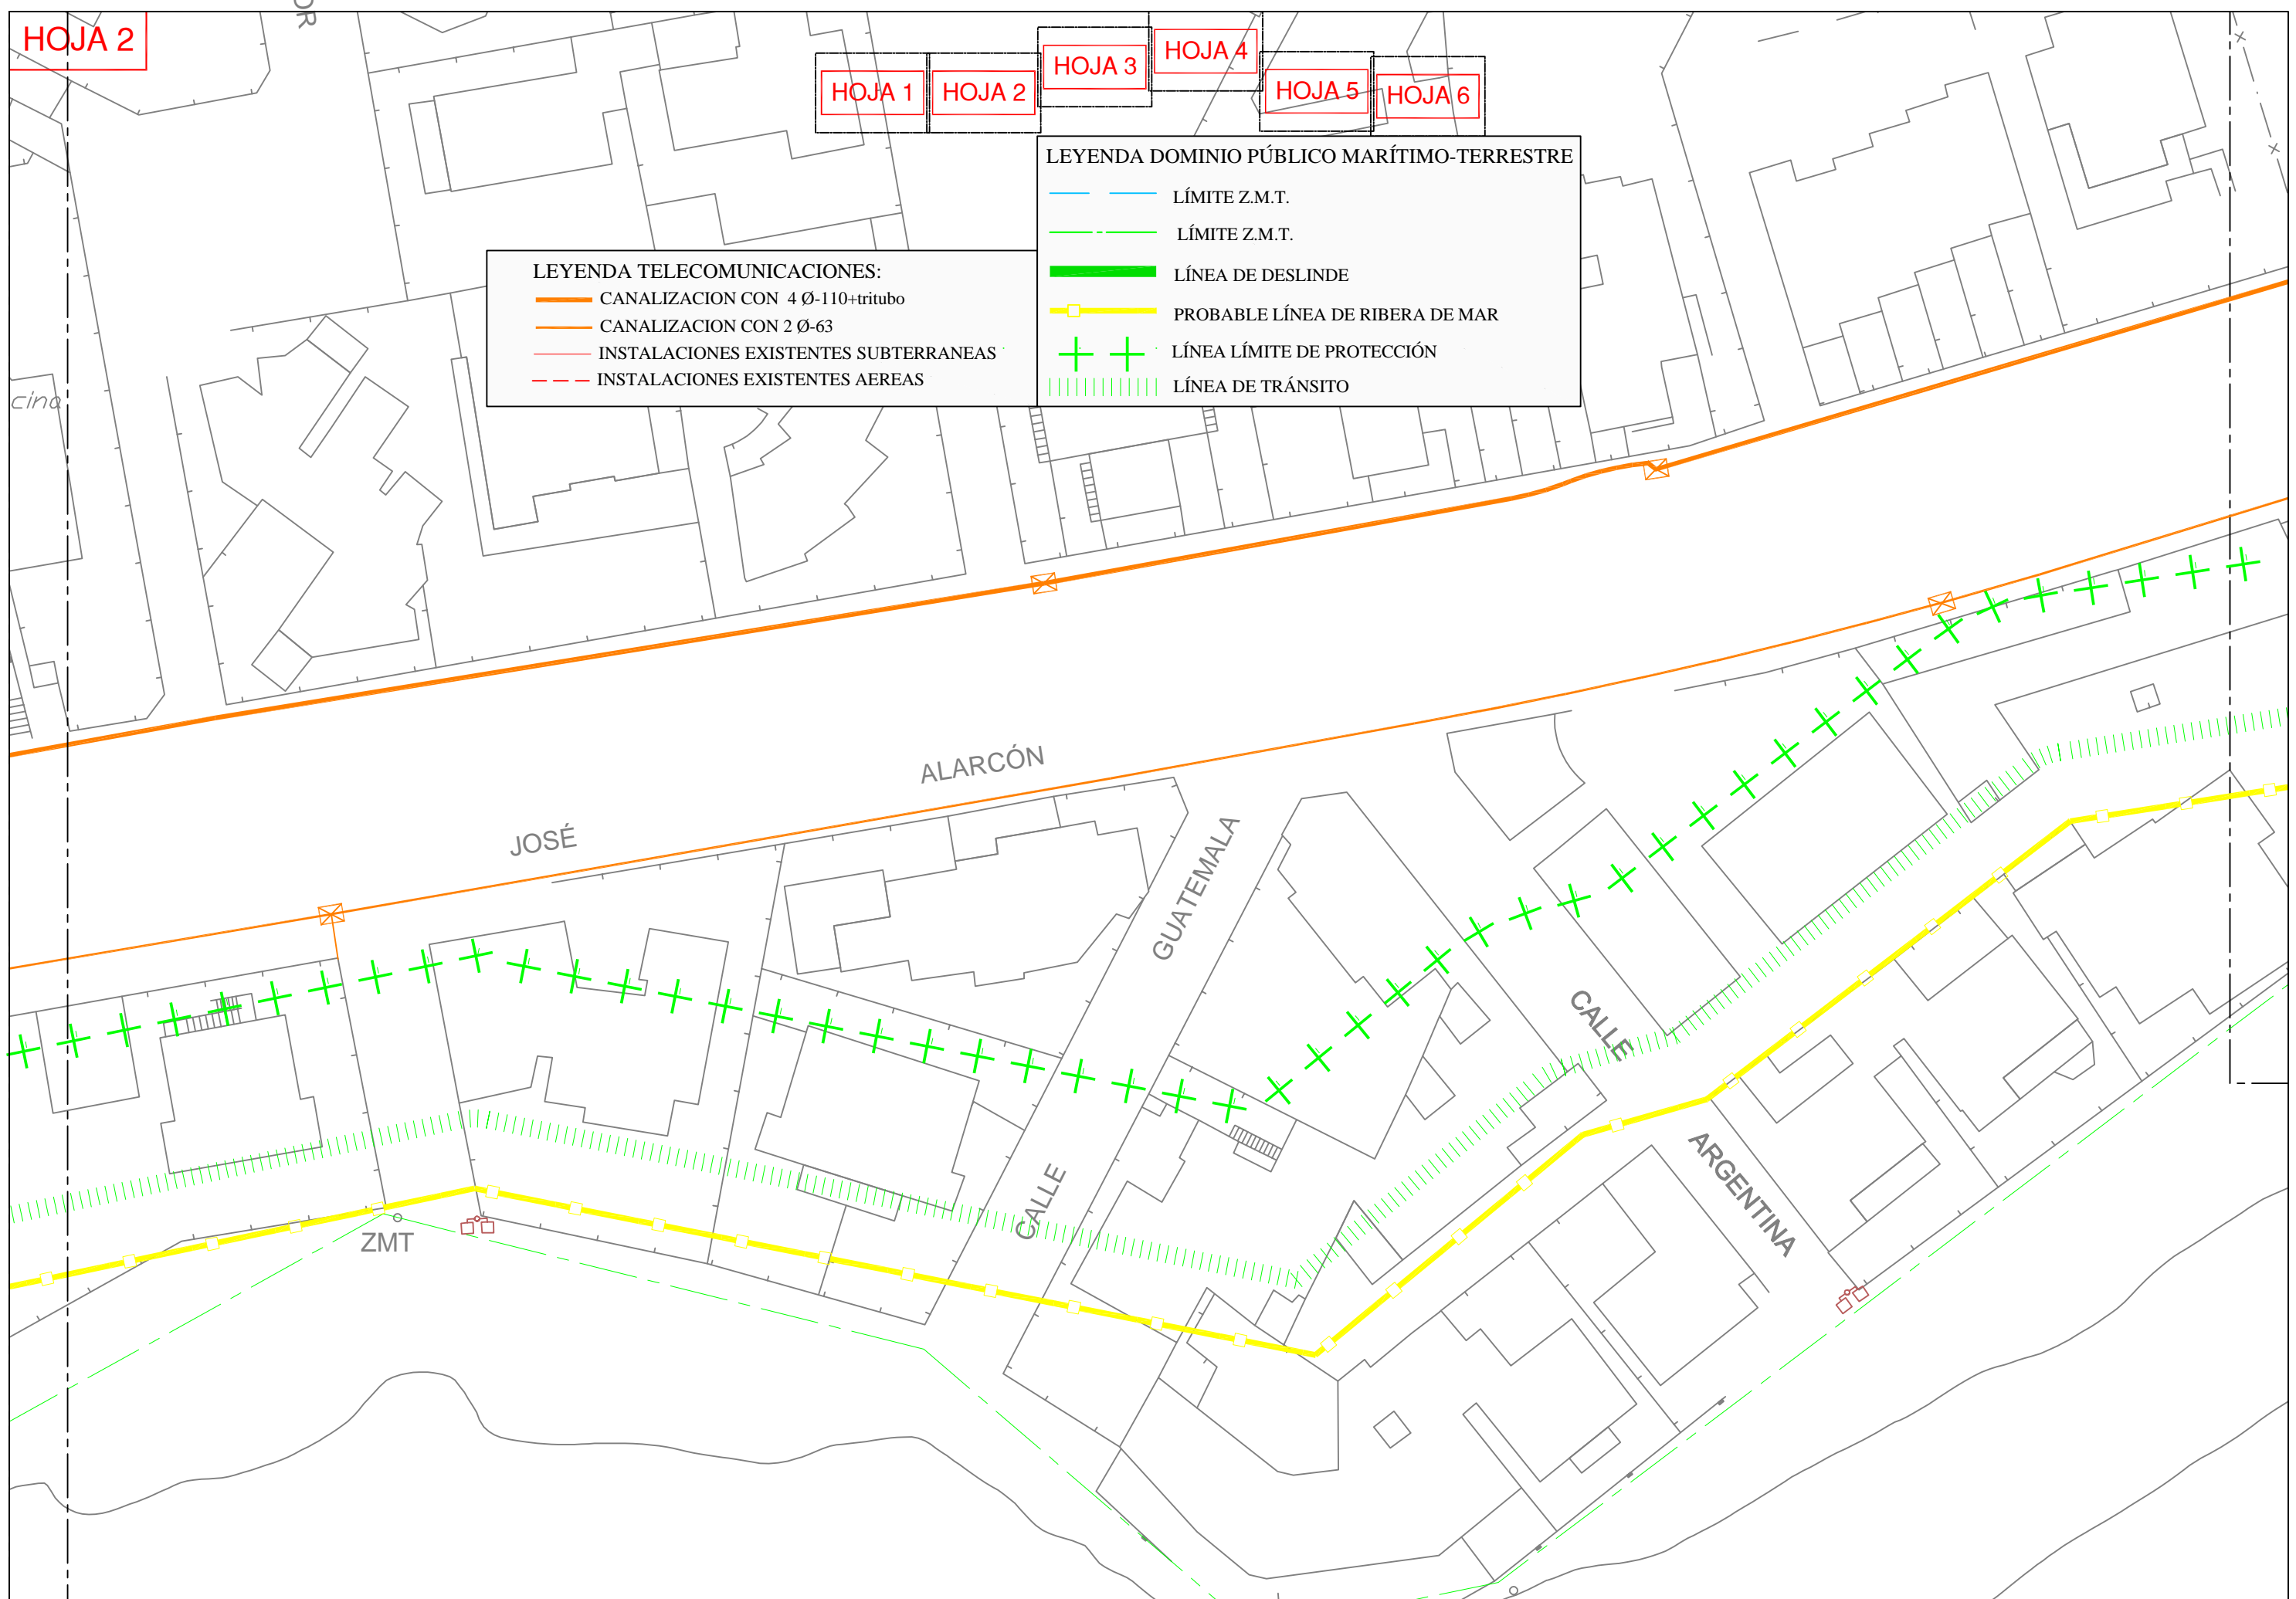 OR
HOJA 2
HOJA 1
HOJA 2
HOJA 3
HOJA 4
HOJA 5
HOJA 6
LEYENDA DOMINIO PÚBLICO MARÍTIMO-TERRESTRE
LÍMITE Z.M.T.
LÍMITE Z.M.T.
LÍNEA DE DESLINDE
PROBABLE LÍNEA DE RIBERA DE MAR
LÍNEA LÍMITE DE PROTECCIÓN
LÍNEA DE TRÁNSITO
LEYENDA TELECOMUNICACIONES:
CANALIZACION CON 4 Ø-110+tritubo
CANALIZACION CON 2 Ø-63
INSTALACIONES EXISTENTES SUBTERRANEAS
INSTALACIONES EXISTENTES AEREAS
cina
JOSÉ ALARCÓN
CALLE GUATEMALA
CALLE ARGENTINA
ZMT